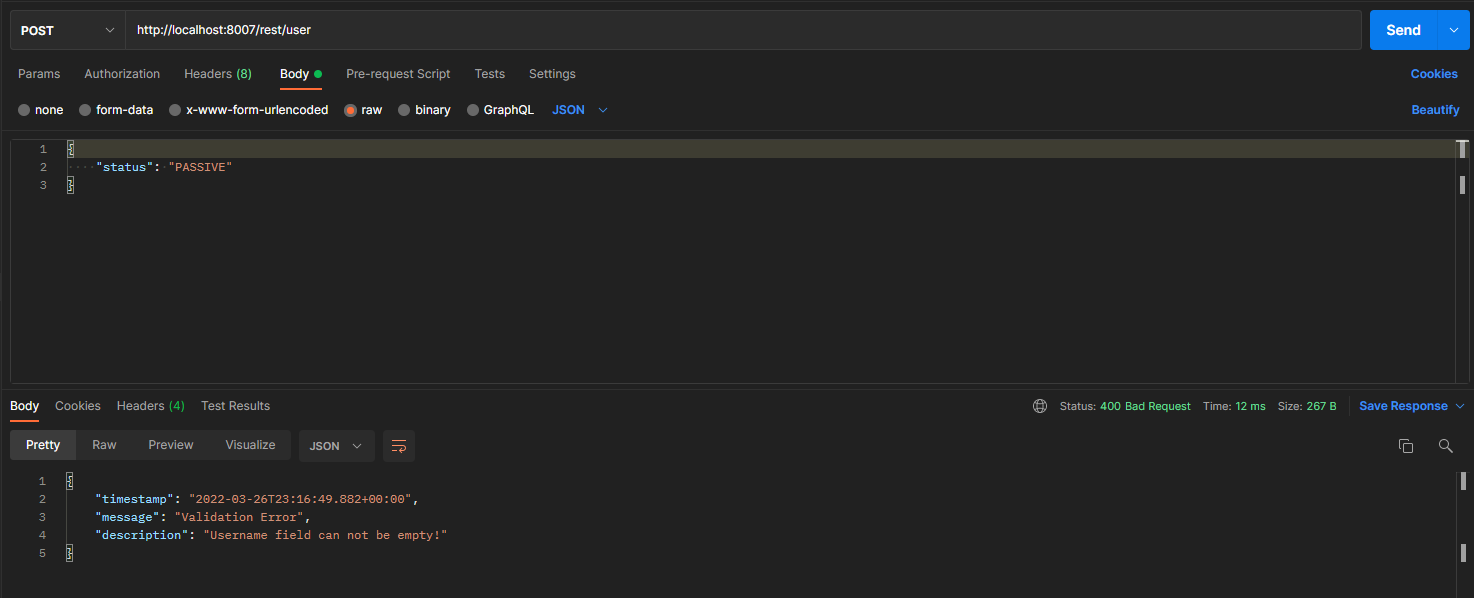 POST http://localhost:8007/rest/user Send
Params Authorization Headers (8) Body Pre-request Script Tests Settings Cookies
none form-data x-www-form-urlencoded raw binary GraphQL JSON Beautify
1 {
2 ····"status":·"PASSIVE"
3 }
Body Cookies Headers (4) Test Results Status: 400 Bad Request Time: 12 ms Size: 267 B Save Response
Pretty Raw Preview Visualize JSON
1 {
2 "timestamp": "2022-03-26T23:16:49.882+00:00",
3 "message": "Validation Error",
4 "description": "Username field can not be empty!"
5 }